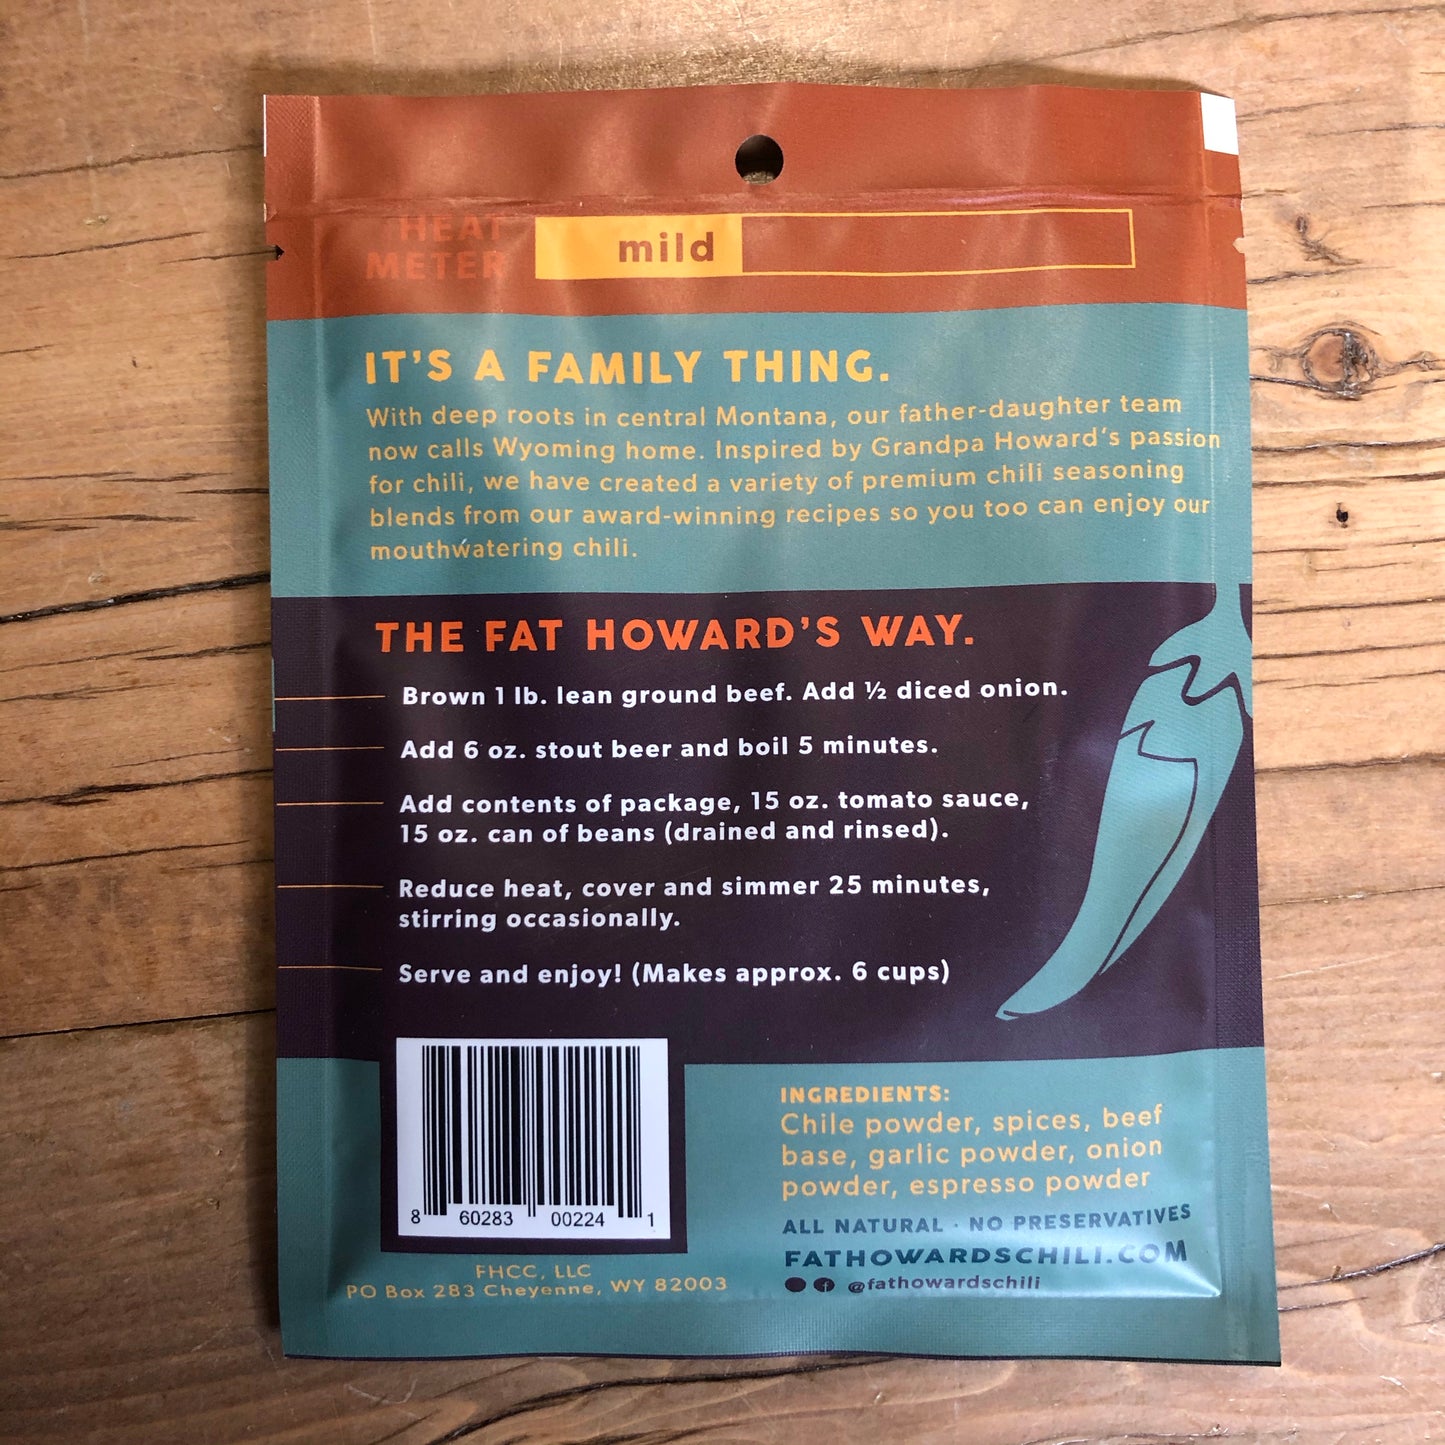 HEAT
METER
mild
IT'S A FAMILY THING.
With deep roots in central Montana, our father-daughter team
now calls Wyoming home. Inspired by Grandpa Howard's passion
for chili, we have created a variety of premium chili seasoning
blends from our award-winning recipes so you too can enjoy our
mouthwatering chili.
THE FAT HOWARD'S WAY.
Brown 1 lb. lean ground beef. Add ½ diced onion.
Add 6 oz. stout beer and boil 5 minutes.
Add contents of package, 15 oz. tomato sauce,
15 oz. can of beans (drained and rinsed).
Reduce heat, cover and simmer 25 minutes,
stirring occasionally.
Serve and enjoy! (Makes approx. 6 cups)
8 60283 00224 1
FHCC, LLC
PO Box 283 Cheyenne, WY 82003
INGREDIENTS:
Chile powder, spices, beef
base, garlic powder, onion
powder, espresso powder
ALL NATURAL · NO PRESERVATIVES
FATHOWARDSCHILI.COM
@fathowardschili